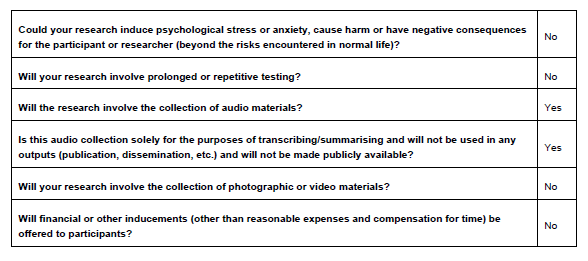 Could your research induce psychological stress or anxiety, cause harm or have negative consequences
for the participant or researcher (beyond the risks encountered in normal life)?
No
Will your research involve prolonged or repetitive testing?
No
Will the research involve the collection of audio materials?
Yes
Is this audio collection solely for the purposes of transcribing/summarising and will not be used in any
outputs (publication, dissemination, etc.) and will not be made publicly available?
Yes
Will your research involve the collection of photographic or video materials?
No
Will financial or other inducements (other than reasonable expenses and compensation for time) be
offered to participants?
No